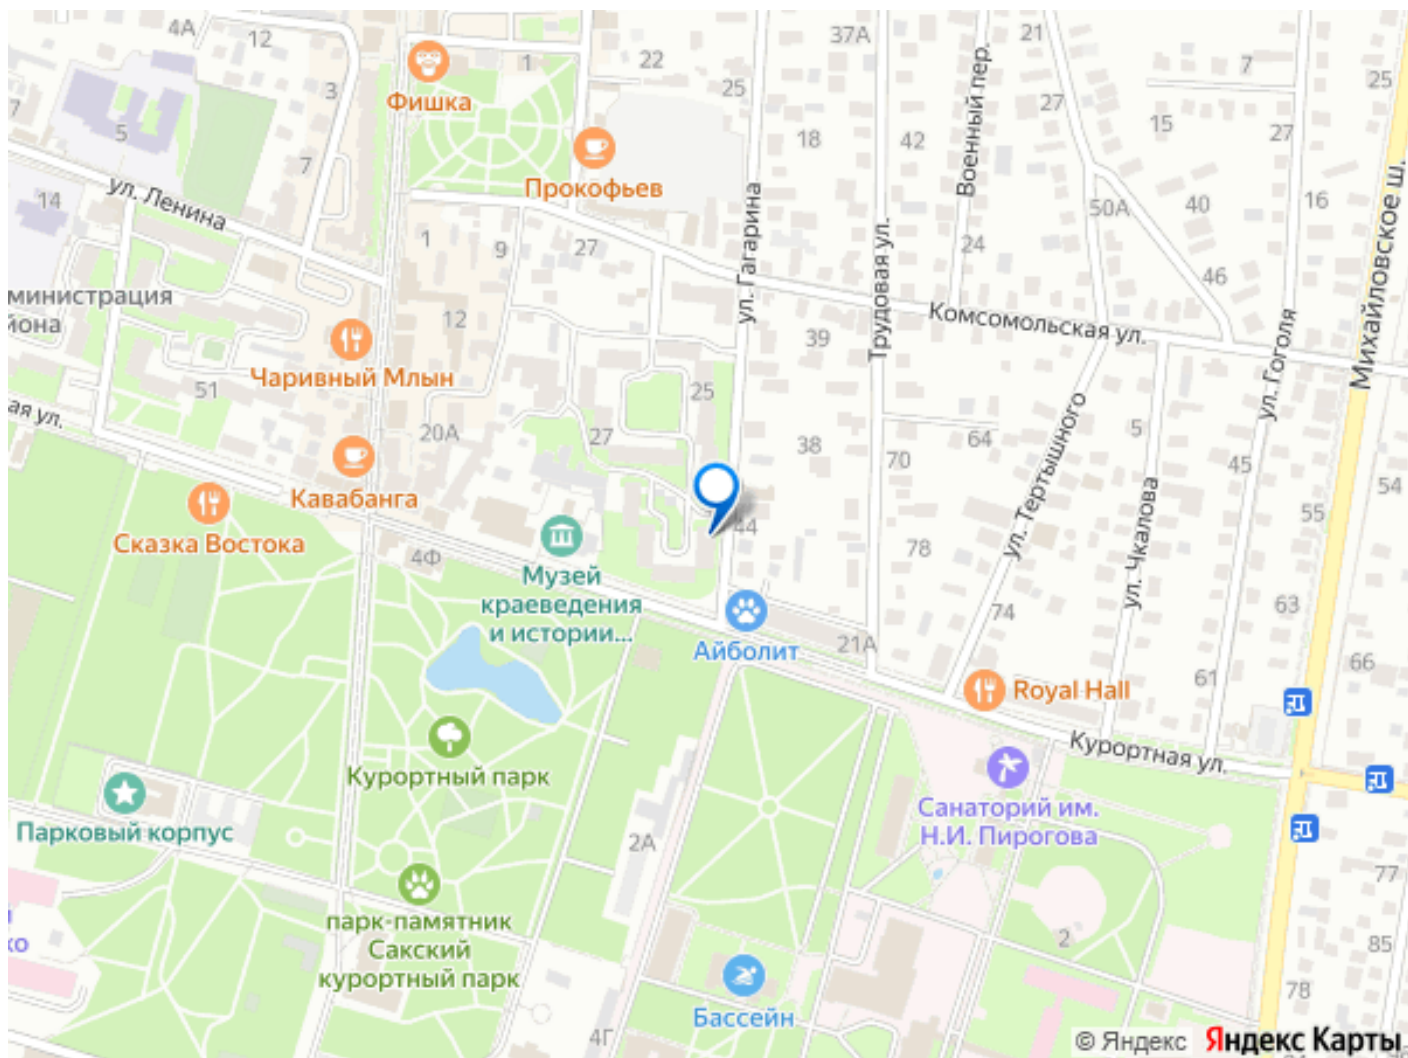 4А
12
37А
21
22
1
7
25
25
3
Фишка
27
5
18
42
15
27
7
Прокофьев
Военный пер.
ул. Ленина
14
16
50А
40
Михайловское ш.
1
9
27
ул. Гагарина
24
Трудовая ул.
46
министрация
йона
12
Комсомольская ул.
39
ул. Гоголя
Чаривный Млын
51
25
ая ул.
20А
27
38
64
5
ул. Тертышного
70
45
54
Кавабанга
55
Сказка Востока
44
4Ф
78
ул. Чкалова
Музей
краеведения
и истории...
74
63
Айболит
21А
66
61
Royal Hall
Курортная ул.
Курортный парк
Санаторий им.
Н.И. Пирогова
Парковый корпус
2А
77
парк-памятник
Сакский
курортный парк
ко
2
85
78
Бассейн
4Г
© Яндекс Яндекс Карты